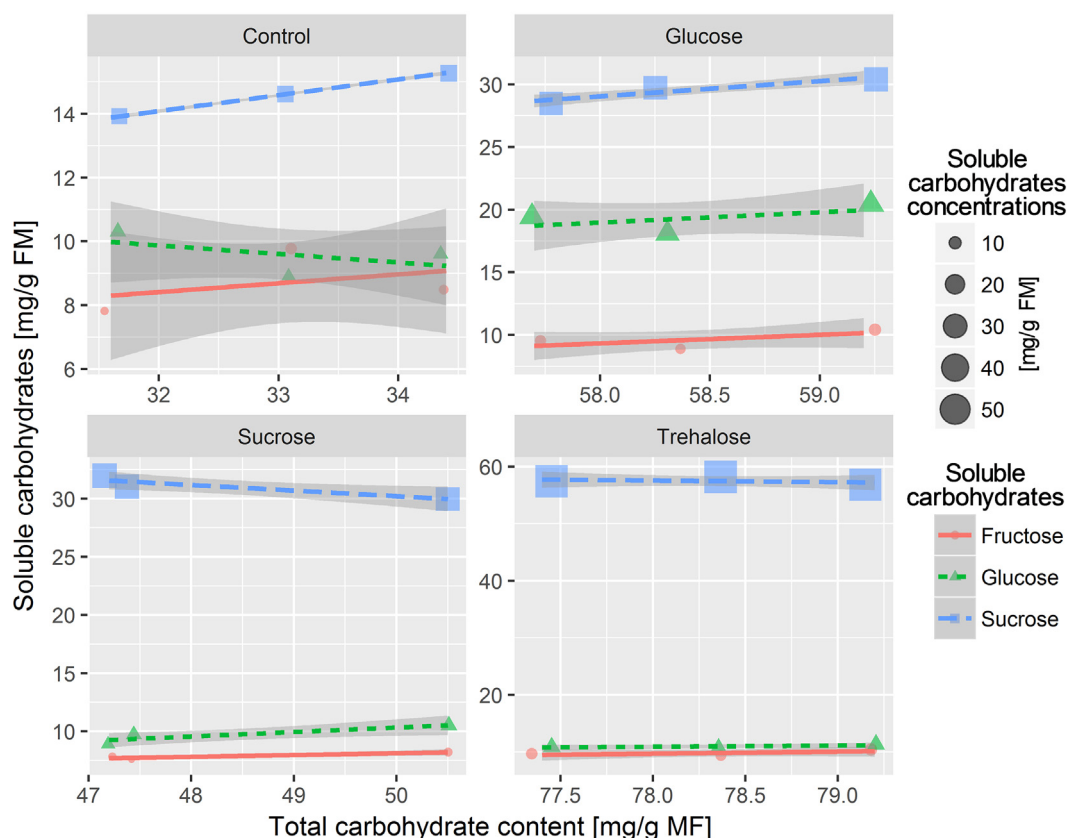 Control
Glucose
14
12
10
8
6
32
33
34
30
25
20
15
10
58.0
58.5
59.0
Sucrose
Trehalose
30
25
20
15
10
47
48
49
50
60
40
20
77.5
78.0
78.5
79.0
Soluble carbohydrates [mg/g FM]
Total carbohydrate content [mg/g MF]
Soluble
carbohydrates
concentrations
10
20
30
40
50
[mg/g FM]
Soluble
carbohydrates
Fructose
Glucose
Sucrose